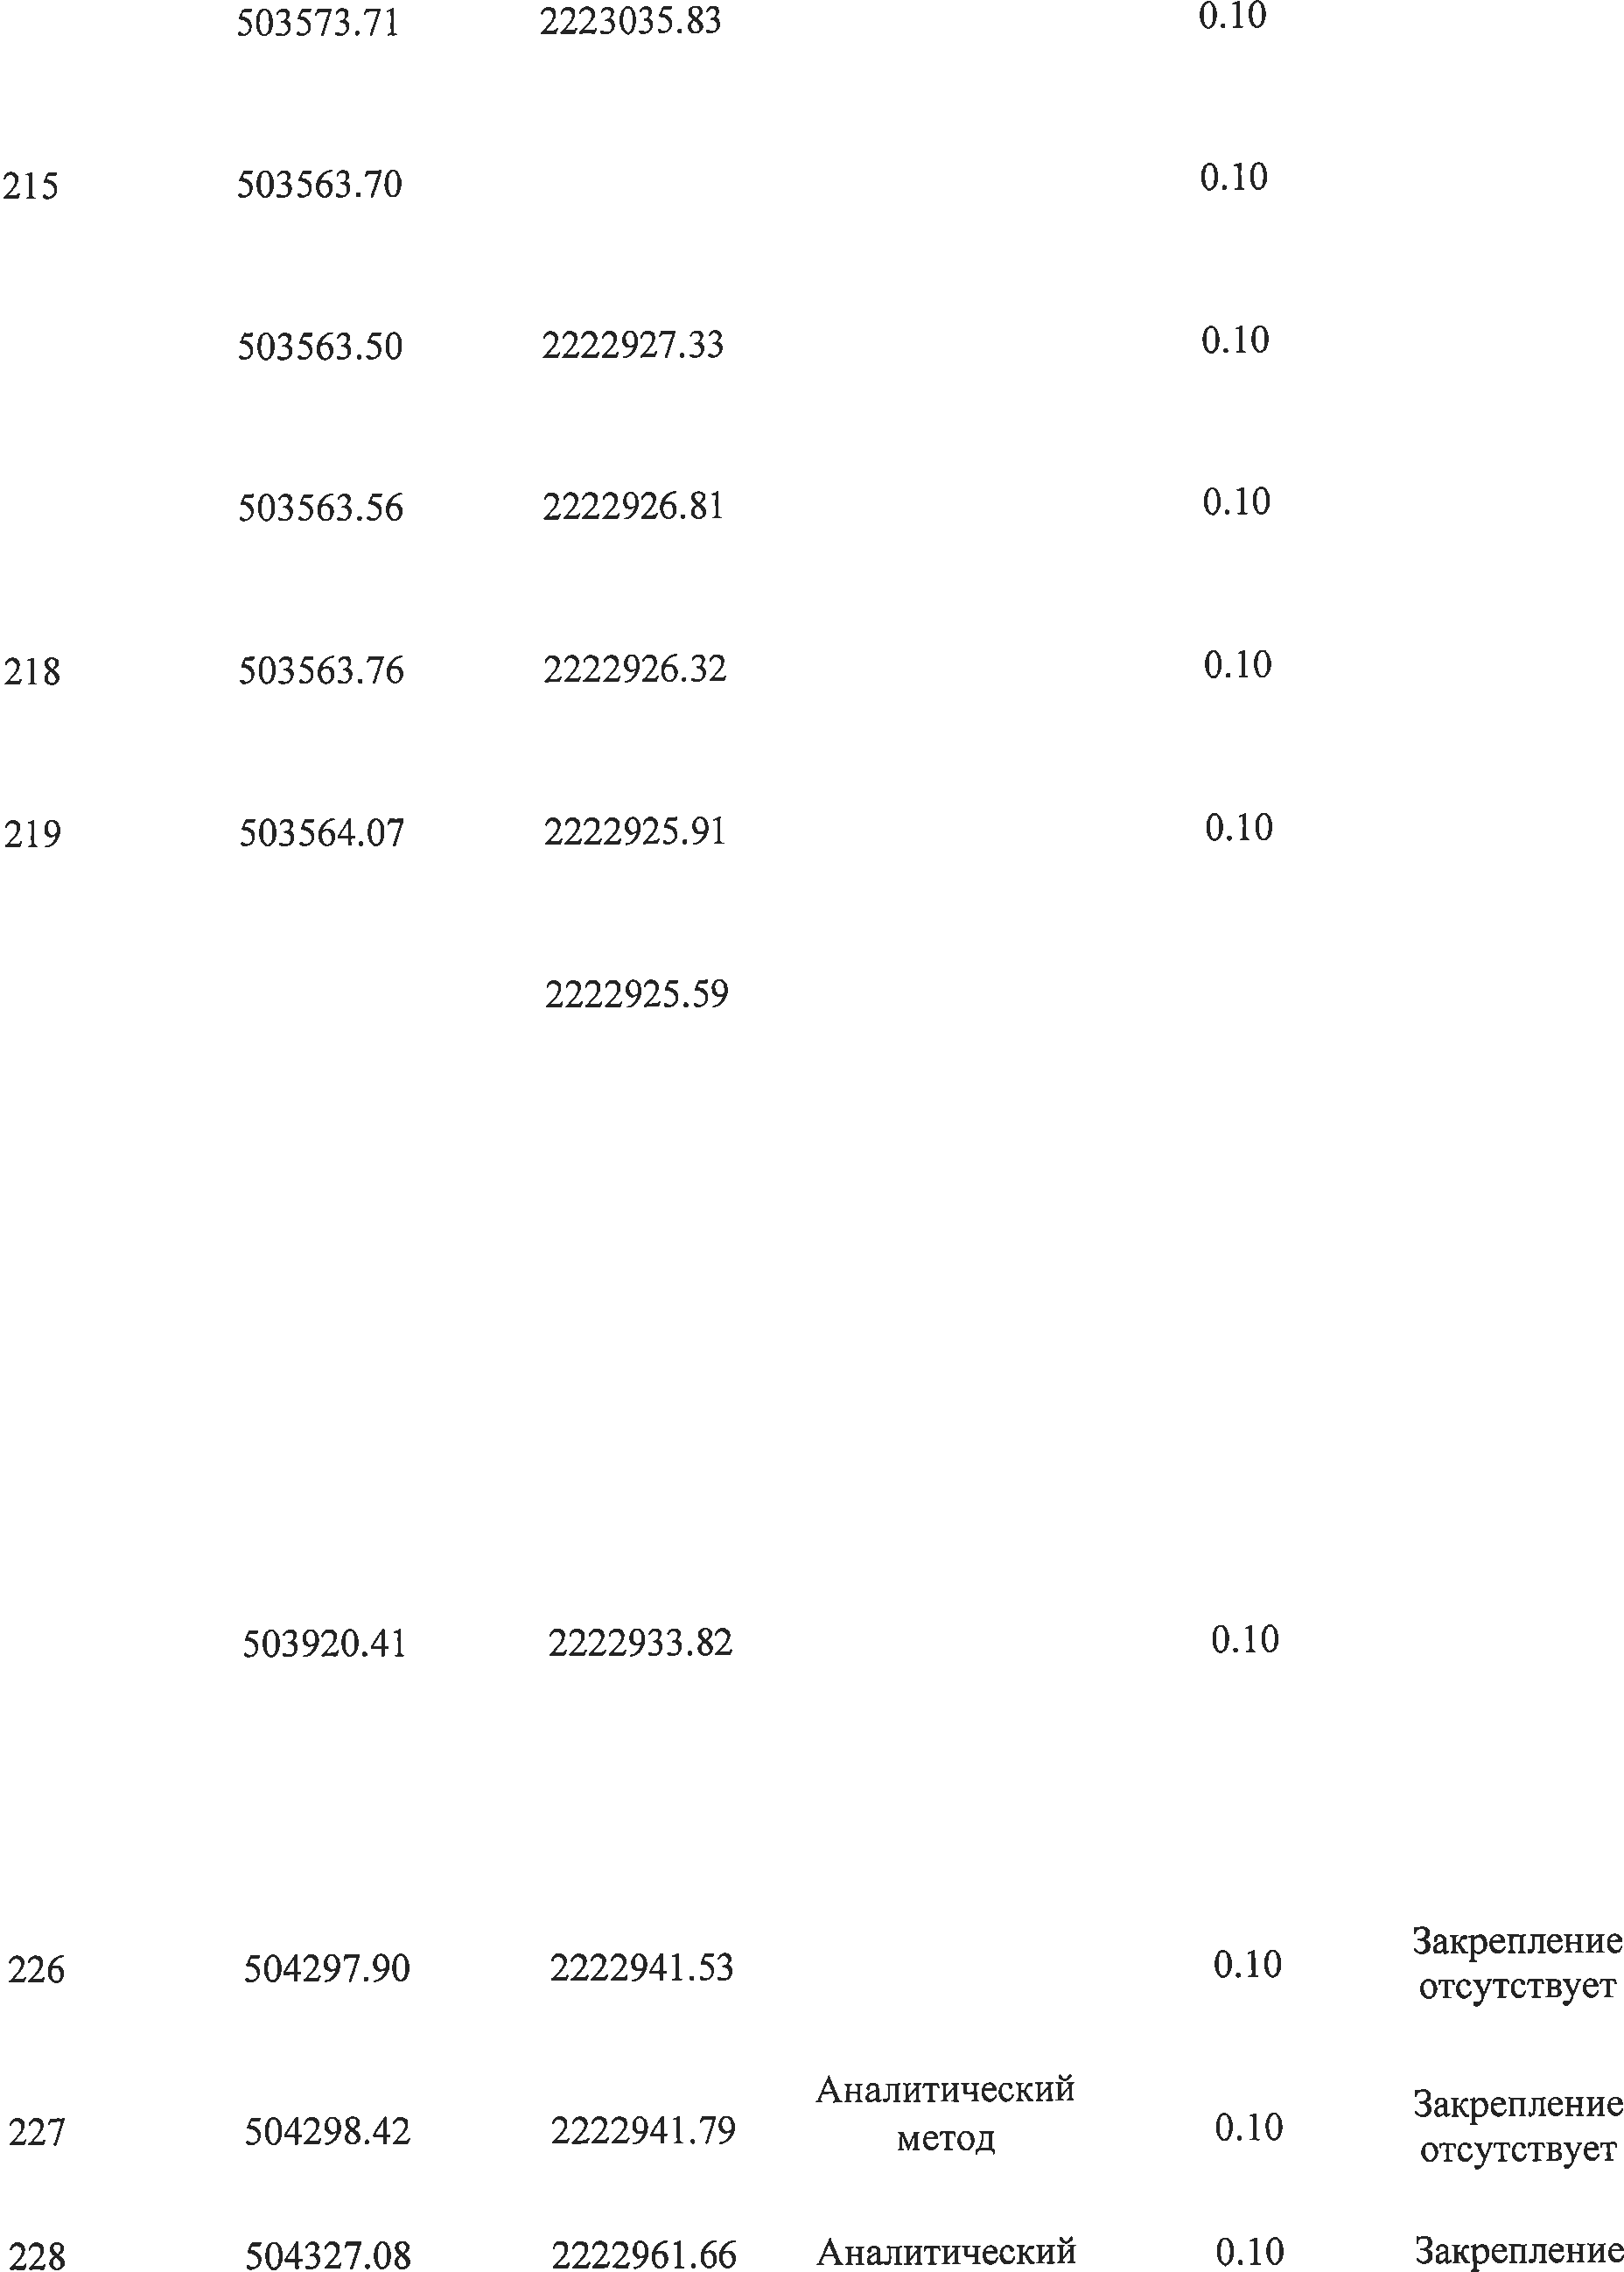 503573.71 2223035.83 0.10
215 503563.70 0.10
503563.50 2222927.33 0.10
503563.56 2222926.81 0.10
218 503563.76 2222926.32 0.10
219 503564.07 2222925.91 0.10
2222925.59
503920.41 2222933.82 0.10
226 504297.90 2222941.53 0.10 Закрепление
отсутствует
227 504298.42 2222941.79 Аналитический
метод 0.10 Закрепление
отсутствует
228 504327.08 2222961.66 Аналитический 0.10 Закрепление